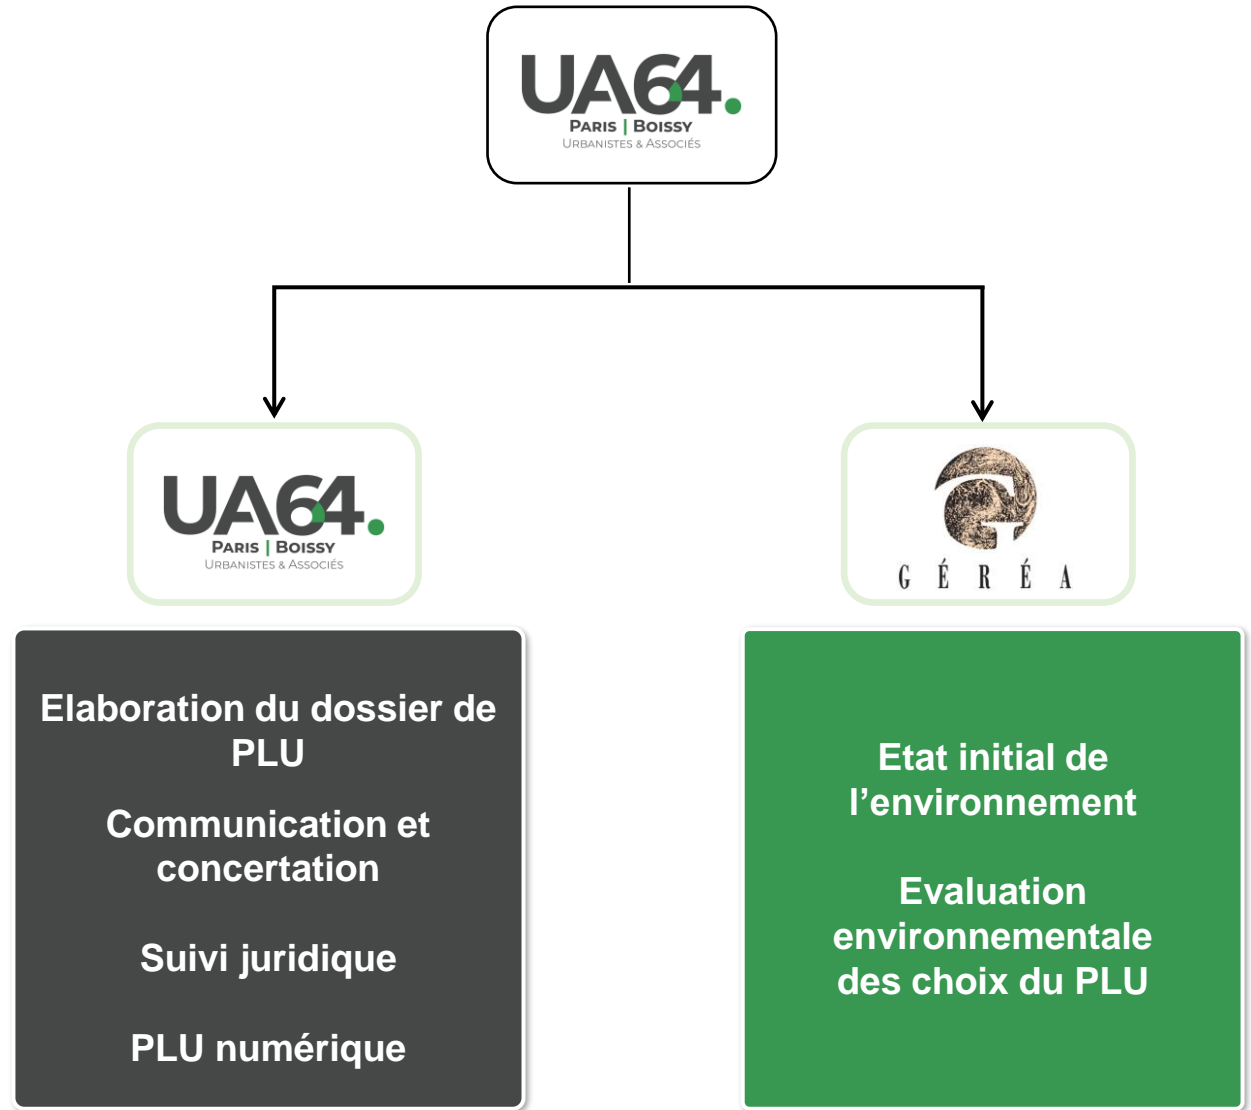 UA64.
PARIS | BOISSY
URBANISTES & ASSOCIÉS
UA64.
PARIS | BOISSY
URBANISTES & ASSOCIÉS
G É R É A
Elaboration du dossier de
PLU
Communication et
concertation
Suivi juridique
PLU numérique
Etat initial de
l’environnement
Evaluation
environnementale
des choix du PLU